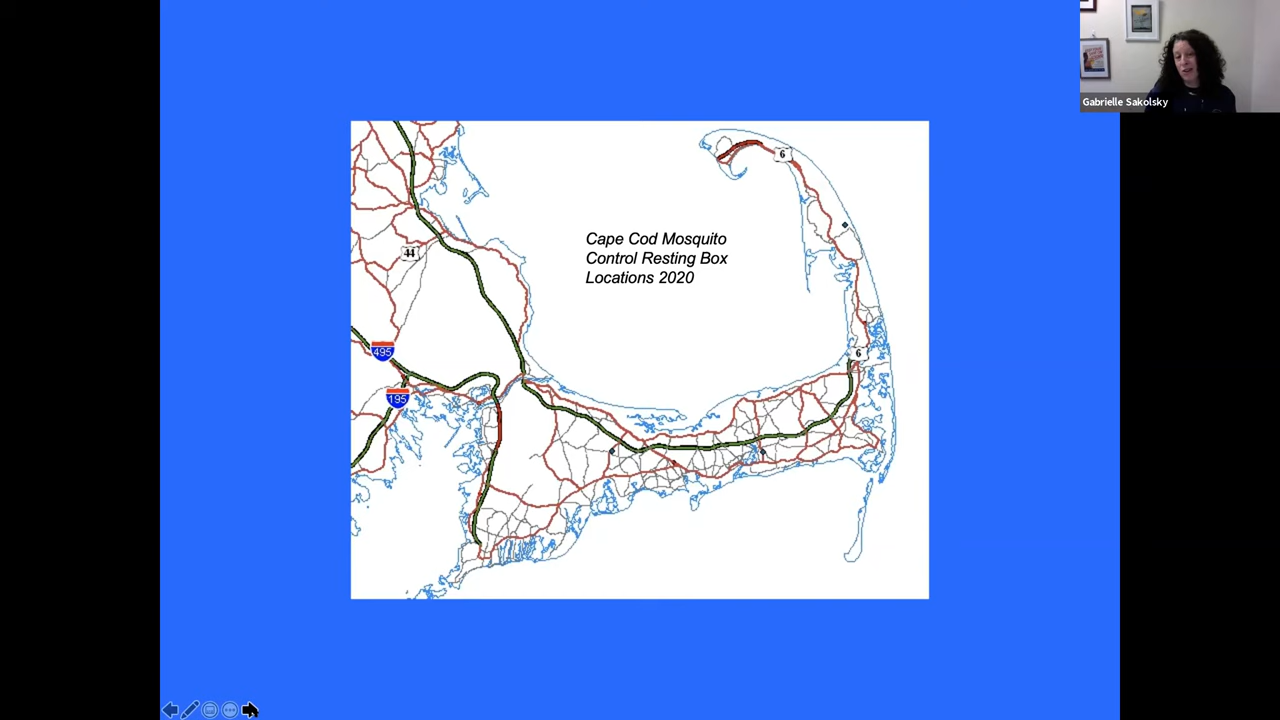 Gabrielle Sakolsky
6
Cape Cod Mosquito
Control Resting Box
Locations 2020
44
495
6
195